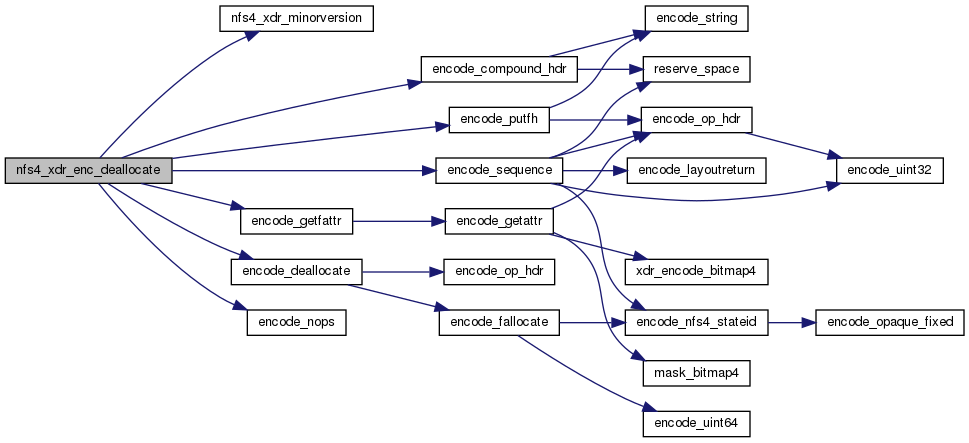 nfs4_xdr_minorversion
encode_string
encode_compound_hdr
reserve_space
encode_putfh
encode_op_hdr
nfs4_xdr_enc_deallocate
encode_sequence
encode_layoutreturn
encode_uint32
encode_getfattr
encode_getattr
encode_deallocate
encode_op_hdr
xdr_encode_bitmap4
encode_nops
encode_fallocate
encode_nfs4_stateid
encode_opaque_fixed
mask_bitmap4
encode_uint64